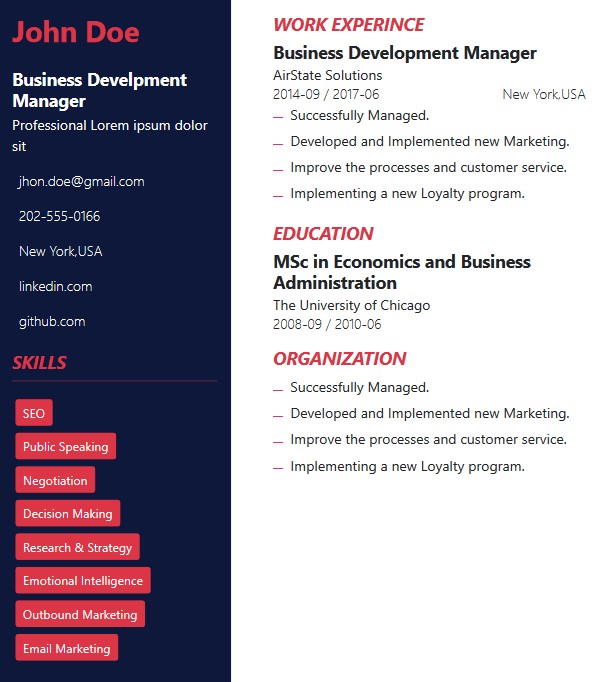 John Doe
Business Develpment
Manager
Professional Lorem ipsum dolor
sit
jhon.doe@gmail.com
202-555-0166
New York,USA
linkedin.com
github.com
SKILLS
SEO
Public Speaking
Negotiation
Decision Making
Research & Strategy
Emotional Intelligence
Outbound Marketing
Email Marketing
WORK EXPERINCE
Business Development Manager
AirState Solutions
2014-09 / 2017-06 New York,USA
Successfully Managed.
Developed and Implemented new Marketing.
Improve the processes and customer service.
Implementing a new Loyalty program.
EDUCATION
MSc in Economics and Business
Administration
The University of Chicago
2008-09 / 2010-06
ORGANIZATION
Successfully Managed.
Developed and Implemented new Marketing.
Improve the processes and customer service.
Implementing a new Loyalty program.